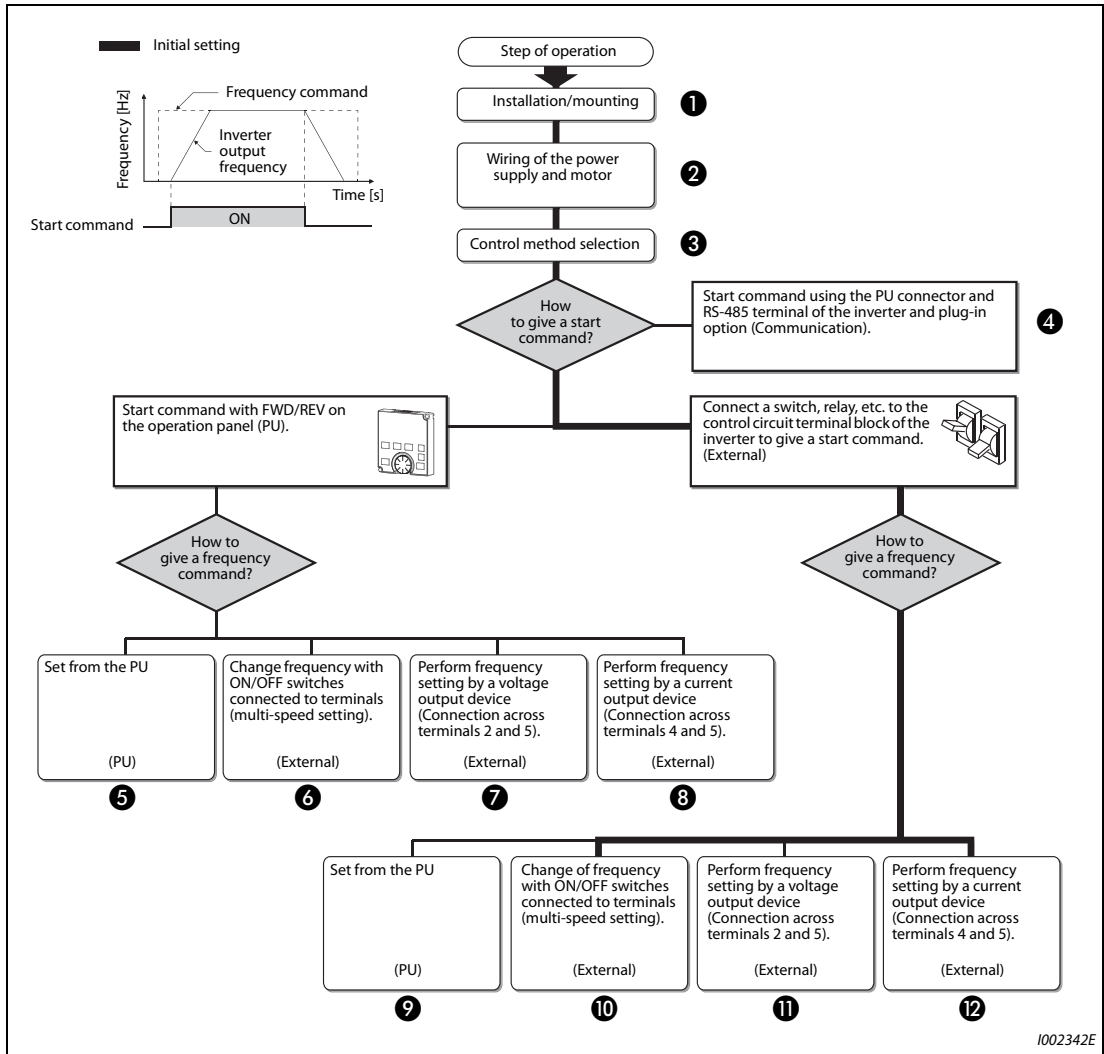 Initial setting
Frequency [Hz]
Frequency command
Inverter
output
frequency
Time [s]
Start command
ON
Step of operation
Installation/mounting
1
Wiring of the power
supply and motor
2
Control method selection
3
How
to give a start
command?
Start command using the PU connector and
RS-485 terminal of the inverter and plug-in
option (Communication).
4
Start command with FWD/REV on
the operation panel (PU).
Connect a switch, relay, etc. to the
control circuit terminal block of the
inverter to give a start command.
(External)
How to
give a frequency
command?
How to
give a frequency
command?
Set from the PU
(PU)
5
Change frequency with
ON/OFF switches
connected to terminals
(multi-speed setting).
(External)
6
Perform frequency
setting by a voltage
output device
(Connection across
terminals 2 and 5).
(External)
7
Perform frequency
setting by a current
output device
(Connection across
terminals 4 and 5).
(External)
8
Set from the PU
(PU)
9
Change of frequency
with ON/OFF switches
connected to terminals
(multi-speed setting).
(External)
10
Perform frequency
setting by a voltage
output device
(Connection across
terminals 2 and 5).
(External)
11
Perform frequency
setting by a current
output device
(Connection across
terminals 4 and 5).
(External)
12
I002342E